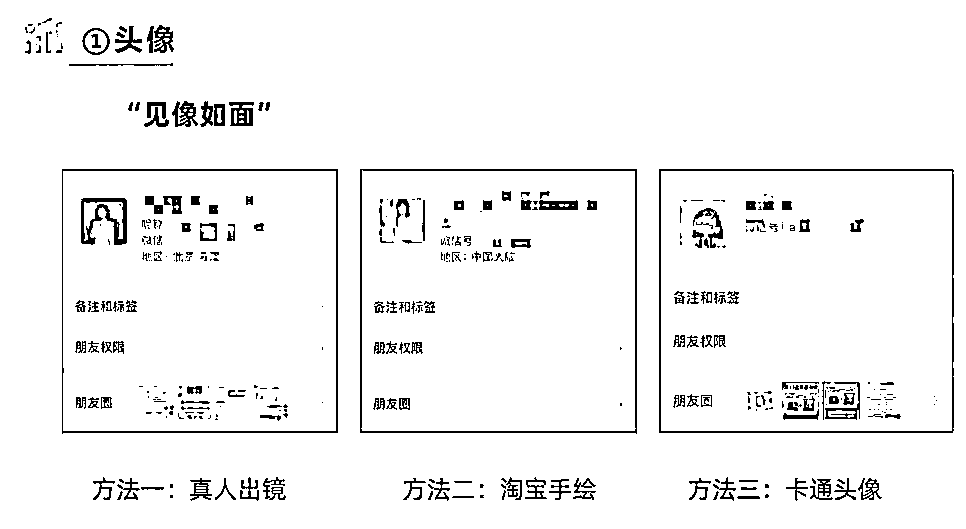 ①头像
“见像如面”
昵称
微信
地区：北京 海淀
备注和标签
朋友权限
朋友圈
微信号
地区：中国大陆
备注和标签
朋友权限
朋友圈
备注和标签
朋友权限
朋友圈
方法一：真人出镜
方法二：淘宝手绘
方法三：卡通头像